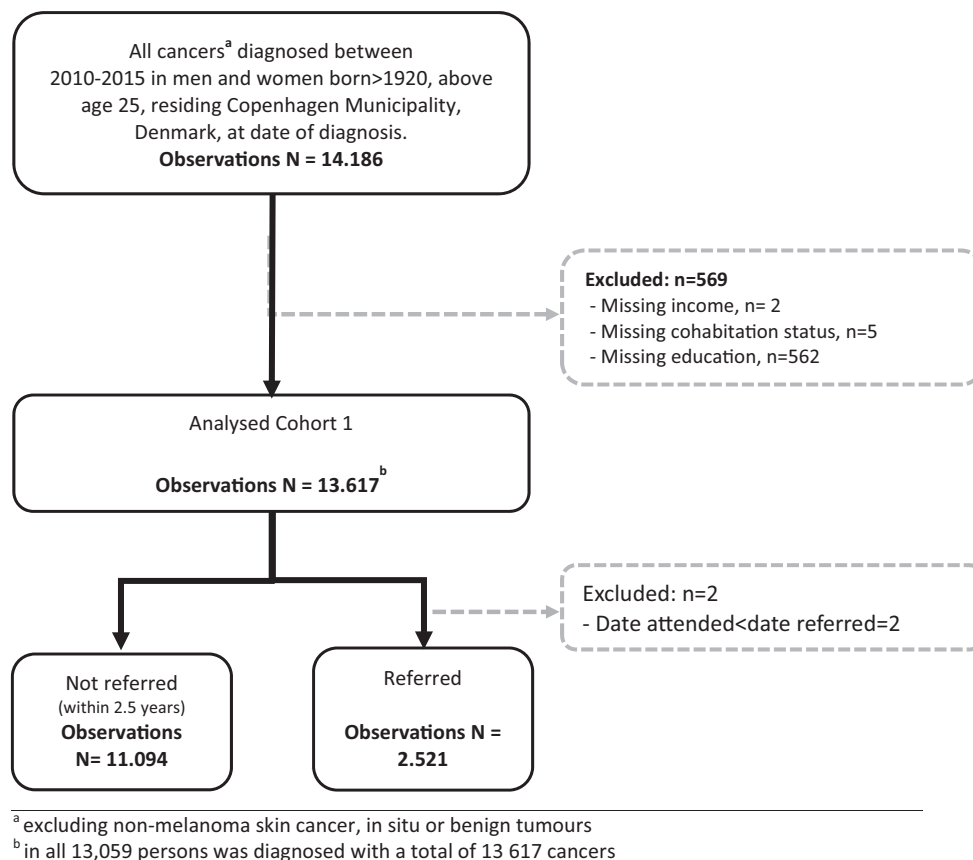 All cancersᵃ diagnosed between
2010-2015 in men and women born>1920, above
age 25, residing Copenhagen Municipality,
Denmark, at date of diagnosis.
Observations N = 14.186
Excluded: n=569
- Missing income, n= 2
- Missing cohabitation status, n=5
- Missing education, n=562
Analysed Cohort 1
Observations N = 13.617ᵇ
Excluded: n=2
- Date attended<date referred=2
Not referred
(within 2.5 years)
Observations
N= 11.094
Referred
Observations N =
2.521
ᵃ excluding non-melanoma skin cancer, in situ or benign tumours
ᵇ in all 13,059 persons was diagnosed with a total of 13 617 cancers